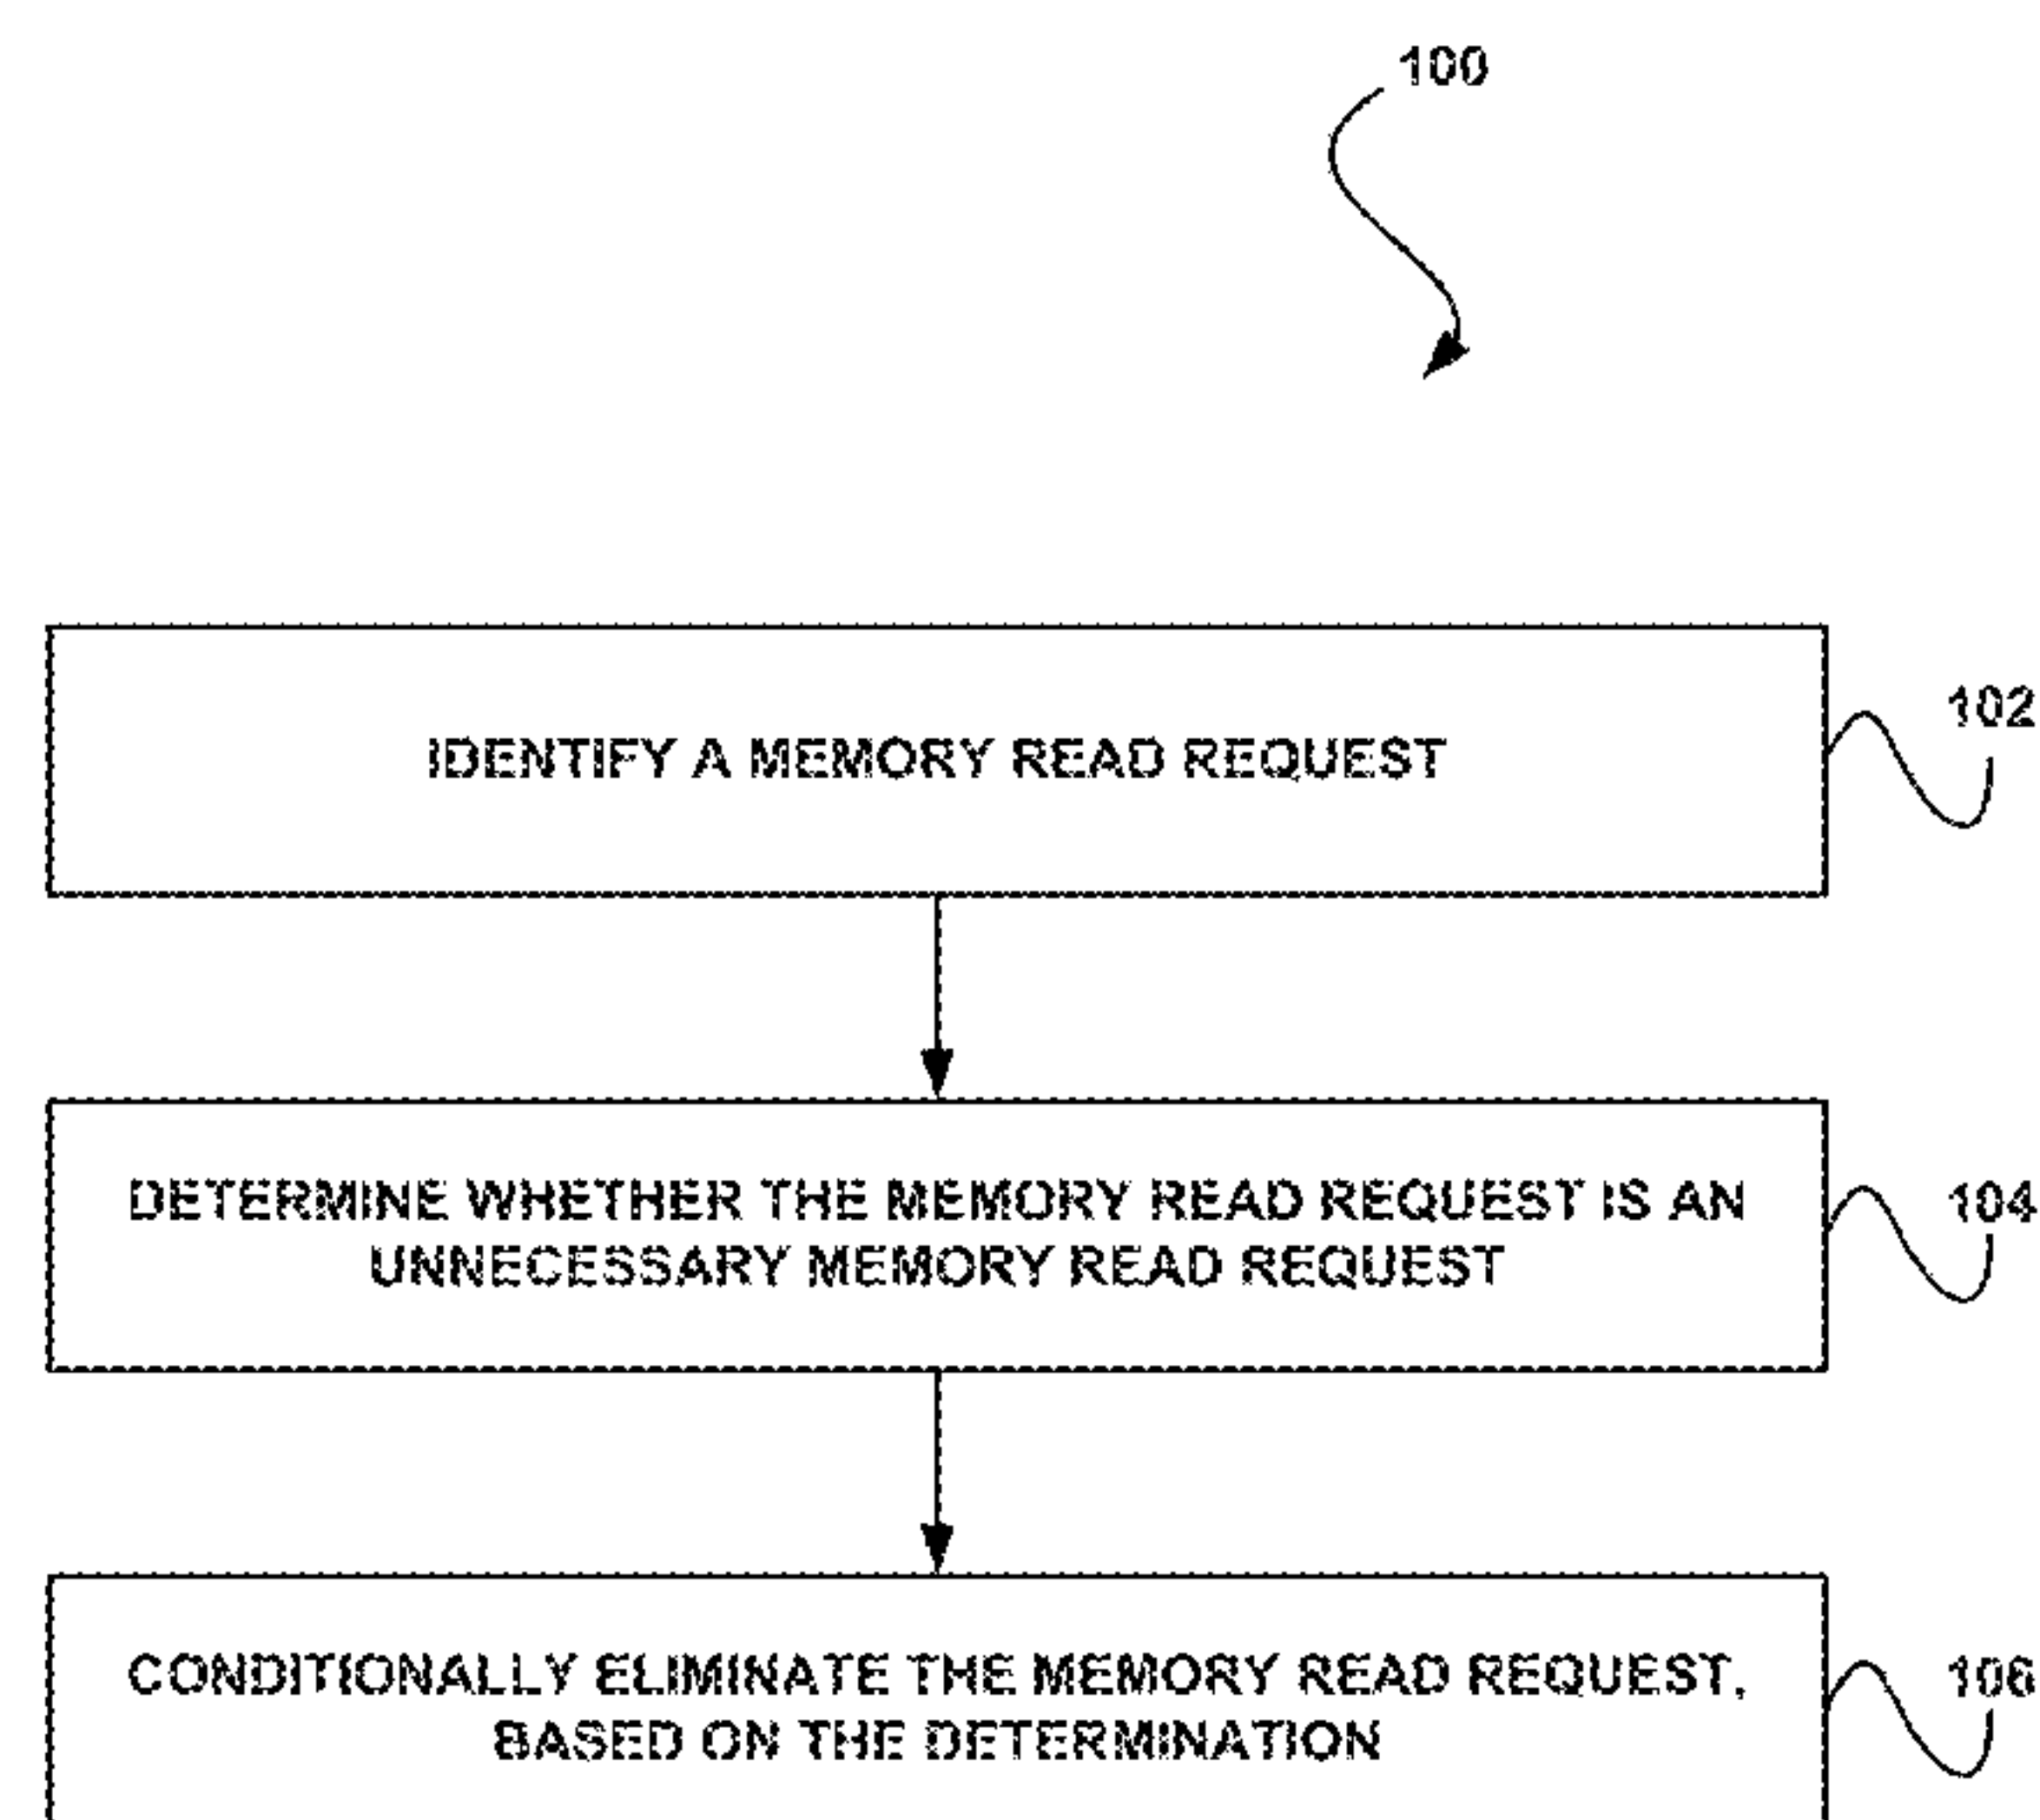 100
IDENTIFY A MEMORY READ REQUEST
102
DETERMINE WHETHER THE MEMORY READ REQUEST IS AN
UNNECESSARY MEMORY READ REQUEST
104
CONDITIONALLY ELIMINATE THE MEMORY READ REQUEST,
BASED ON THE DETERMINATION
106